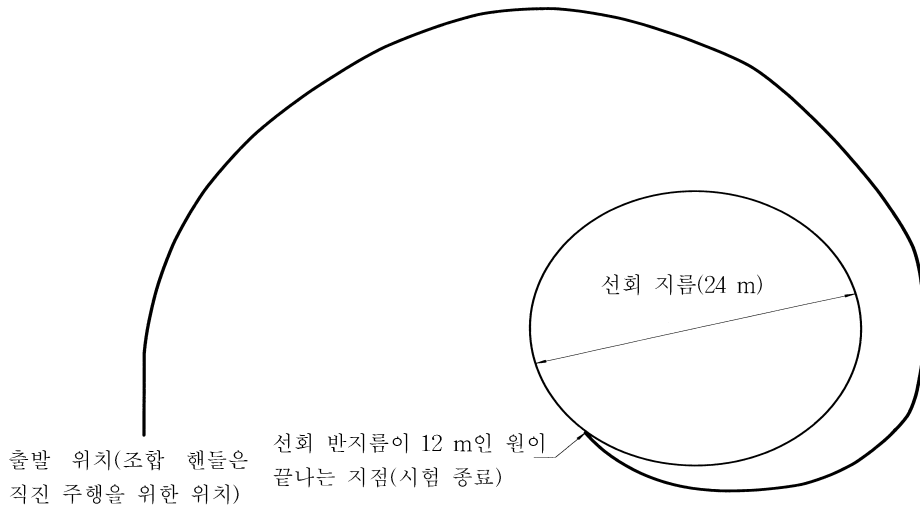 선회 지름(24 m)
출발 위치(조합 핸들은
직진 주행을 위한 위치)
선회 반지름이 12 m인 원이
끝나는 지점(시험 종료)